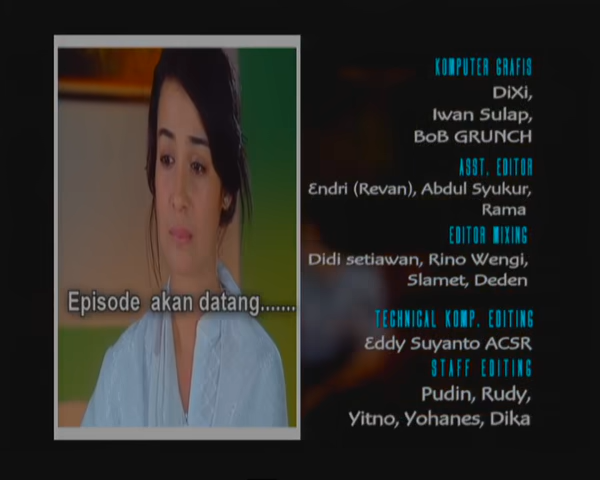 Episode akan datang.......
KOMPUTER GRAFIS
DiXi,
Iwan Sulap,
BoB GRUNCH
ASST. EDITOR
Endri (Revan), Abdul Syukur,
Rama
EDITOR MIXING
Didi setiawan, Rino Wengi,
Slamet, Deden
TECHNICAL KOMP. EDITING
Eddy Suyanto ACSR
STAFF EDITING
Pudin, Rudy,
Yitno, Yohanes, Dika